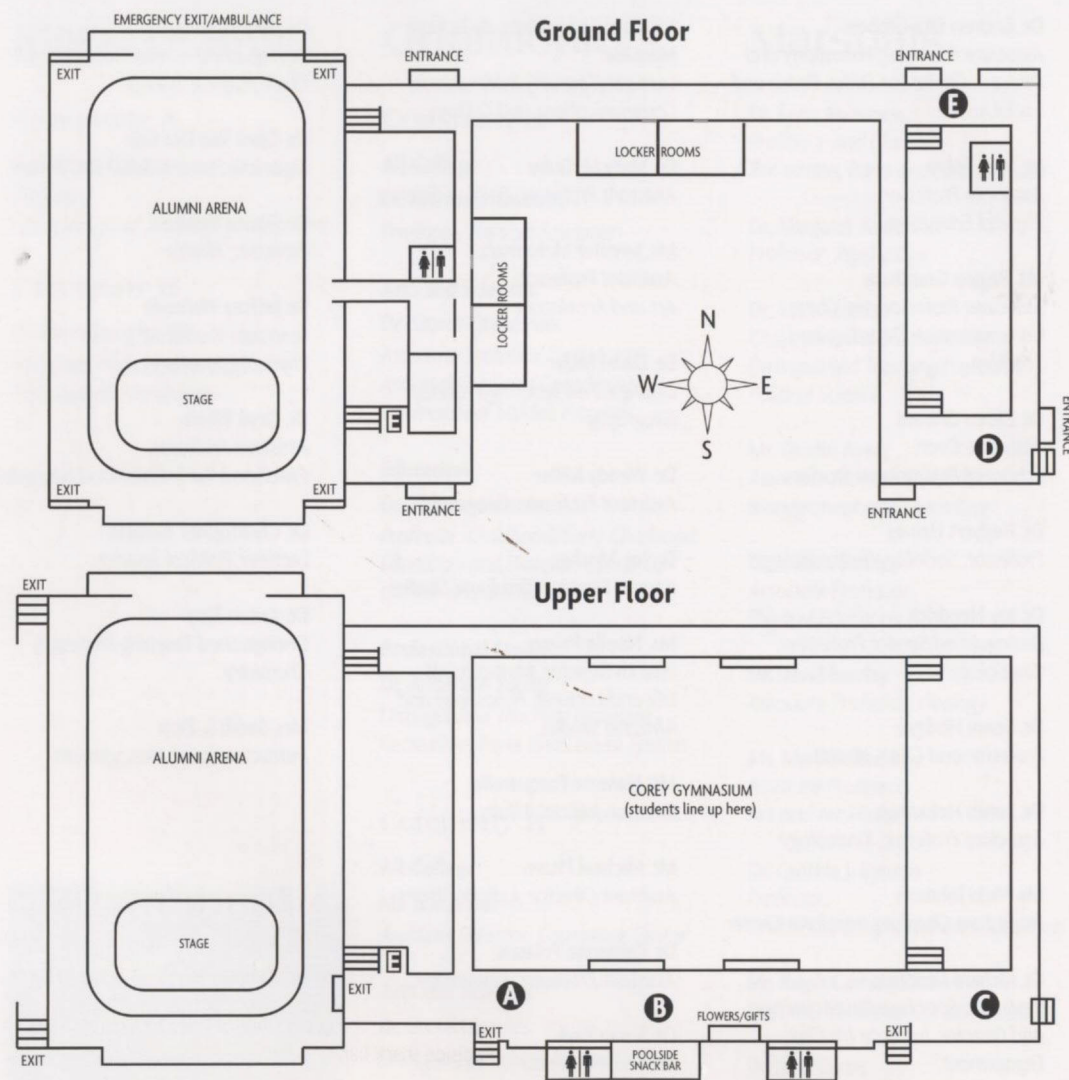 Ground Floor
EMERGENCY EXIT/AMBULANCE
EXIT
EXIT
ENTRANCE
ENTRANCE
E
LOCKER ROOMS
ALUMNI ARENA
LOCKER ROOMS
N
W
E
S
STAGE
E
D
ENTRANCE
EXIT
EXIT
ENTRANCE
ENTRANCE
Upper Floor
EXIT
ALUMNI ARENA
COREY GYMNASIUM
(students line up here)
STAGE
E
EXIT
A
B
C
FLOWERS/GIFTS
EXIT
EXIT
EXIT
POOLSIDE
SNACK BAR